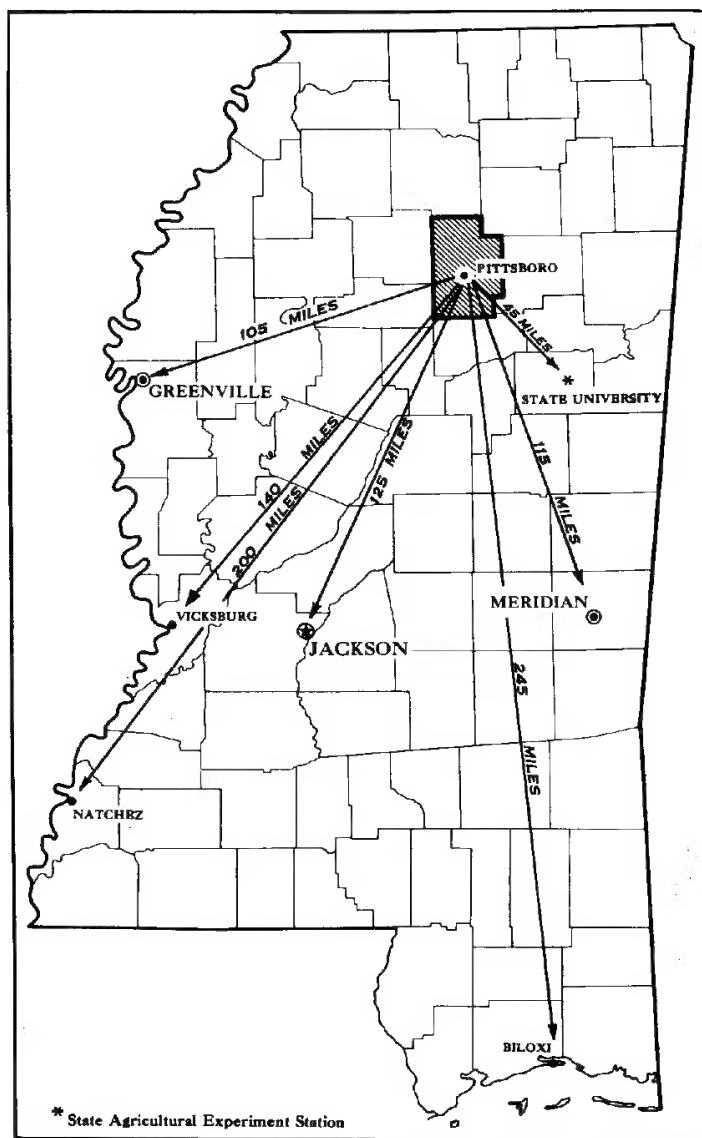 PITTSBORO
105 MILES
45 MILES
GREENVILLE
STATE UNIVERSITY
140 MILES
200 MILES
125 MILES
115 MILES
VICKSBURG
JACKSON
MERIDIAN
245 MILES
NATCHBZ
BILOXI
* State Agricultural Experiment Station